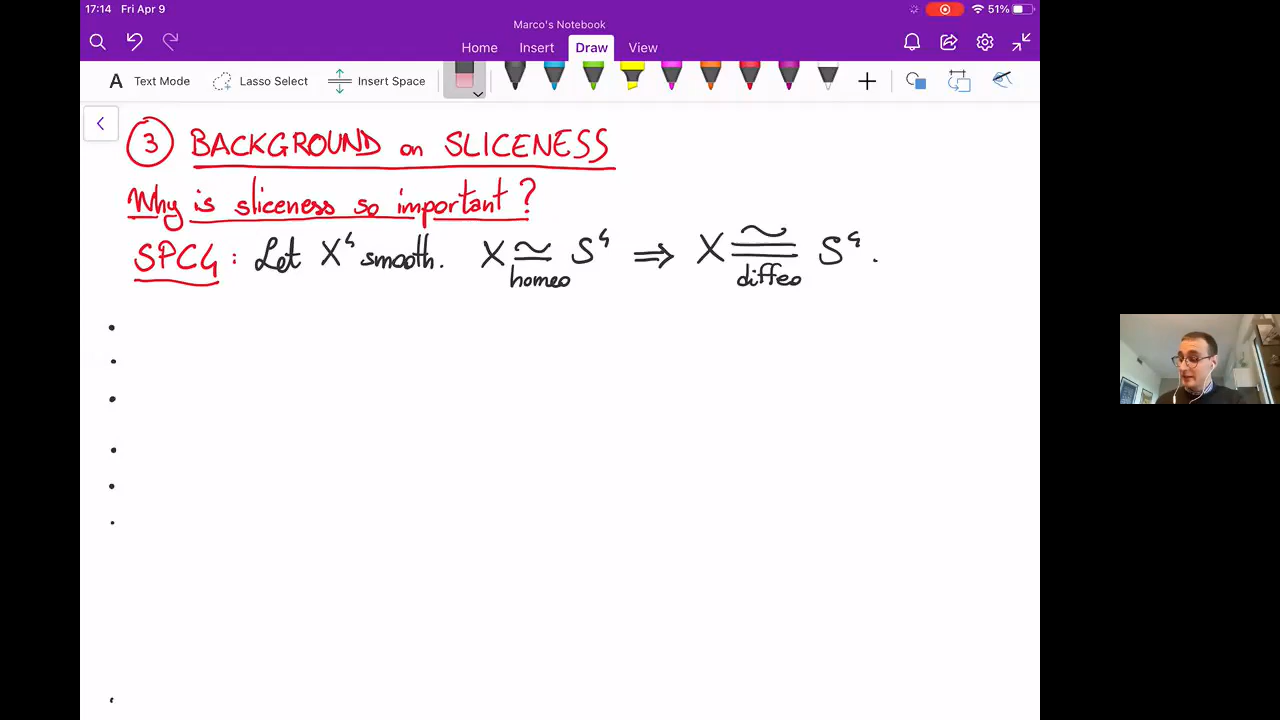 17:14 Fri Apr 9
51%
Marco's Notebook
Home Insert Draw View
A Text Mode Lasso Select Insert Space
③ BACKGROUND on SLICENESS
Why is sliceness so important?
SPC4: Let X⁴ smooth. X ≅ S⁴ ⇒ X ≅ S⁴.
homeo diffeo